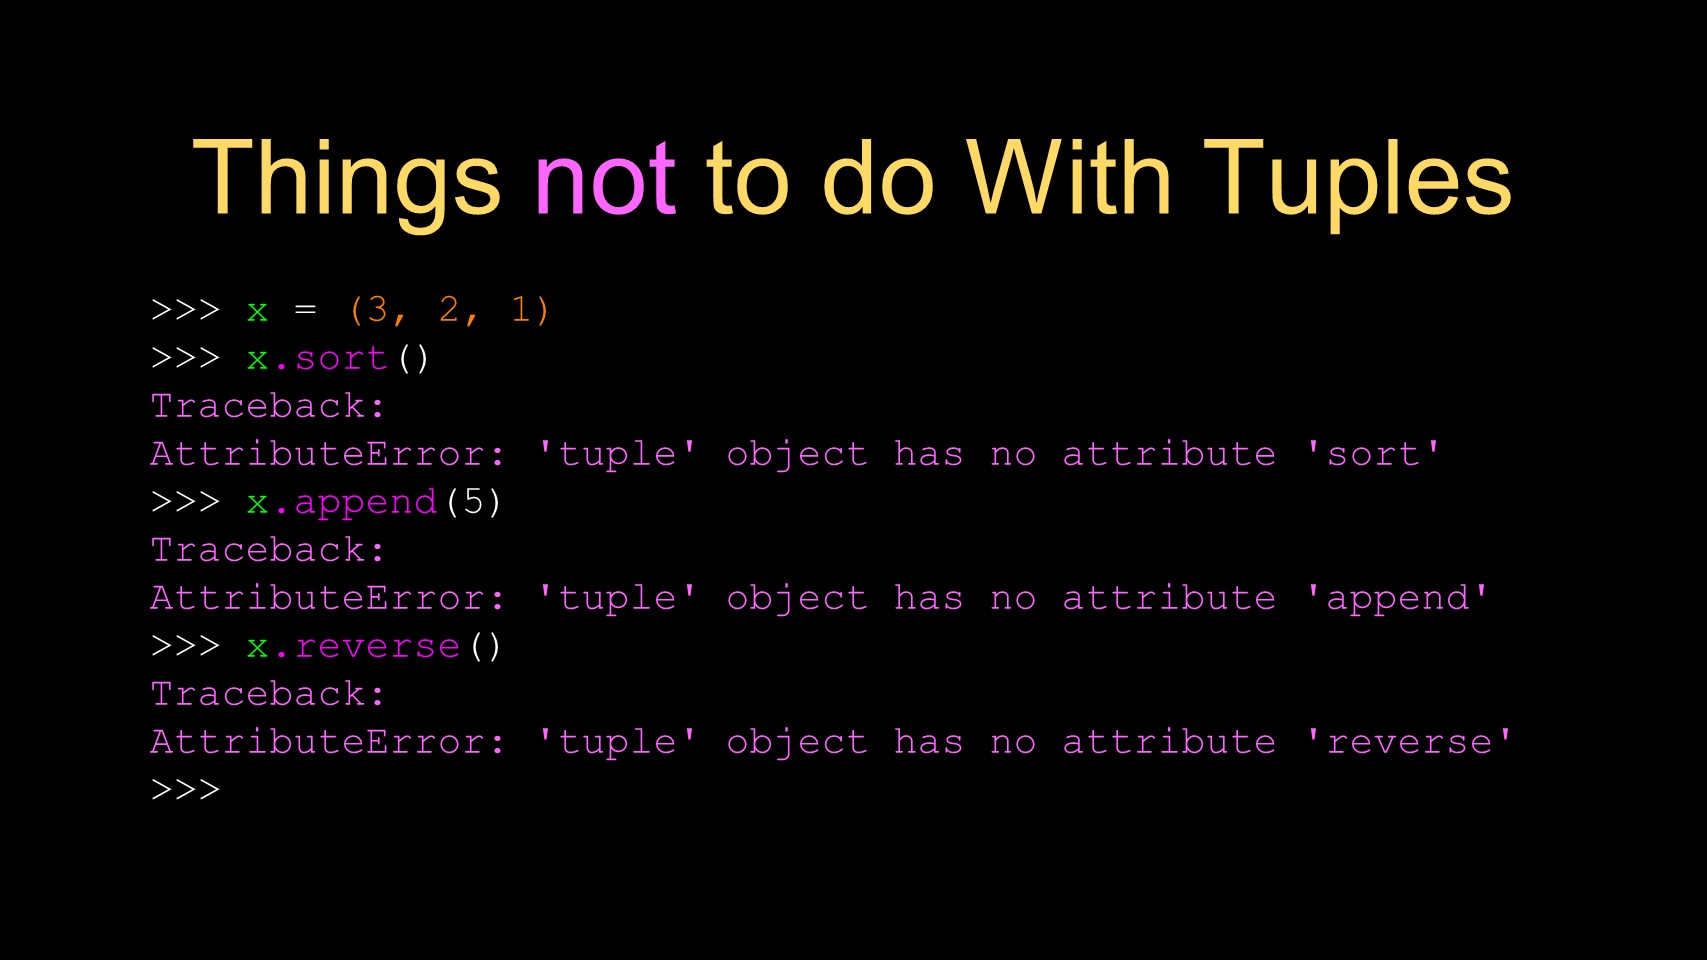 Things not to do With Tuples
>>> x = (3, 2, 1)
>>> x.sort()
Traceback:
AttributeError: 'tuple' object has no attribute 'sort'
>>> x.append(5)
Traceback:
AttributeError: 'tuple' object has no attribute 'append'
>>> x.reverse()
Traceback:
AttributeError: 'tuple' object has no attribute 'reverse'
>>>